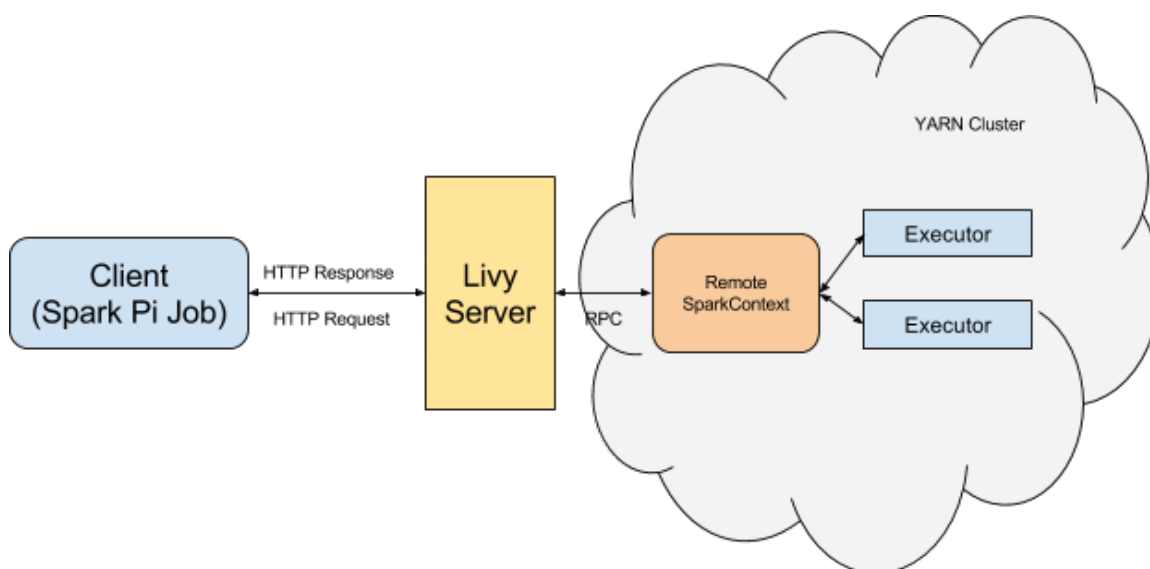 YARN Cluster
Client
(Spark Pi Job)
HTTP Response
HTTP Request
Livy
Server
RPC
Remote
SparkContext
Executor
Executor